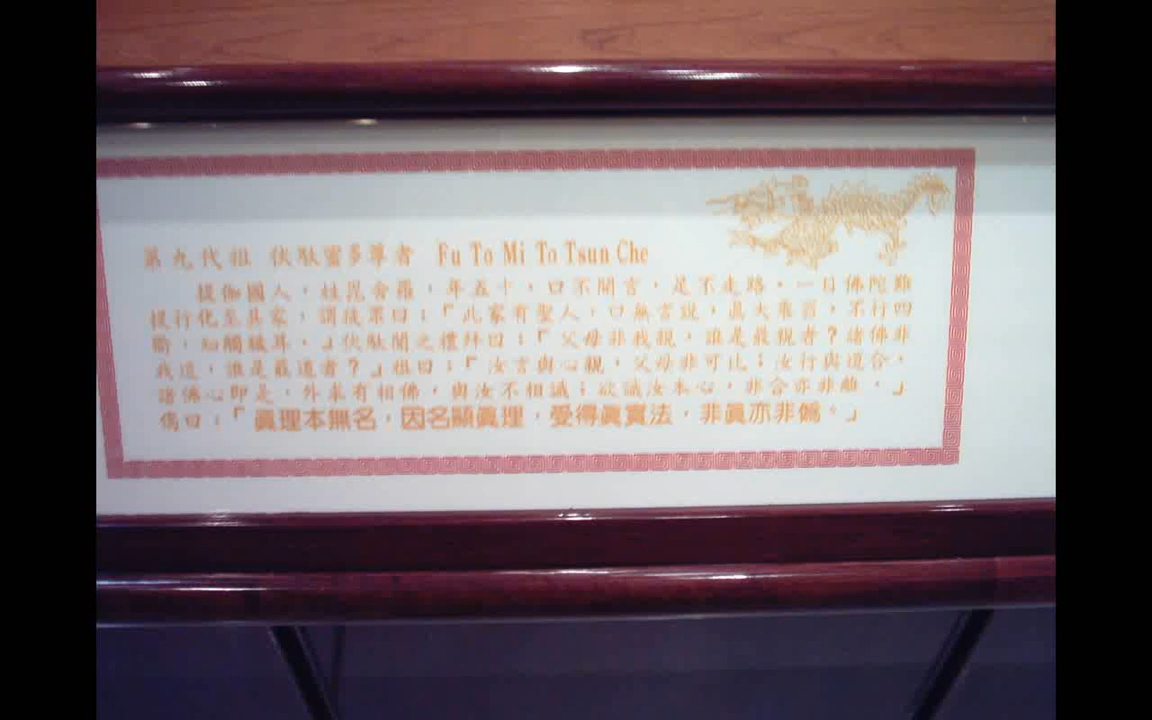 第九代祖 伏馱蜜多尊者 Fu To Mi To Tsun Che
提伽國人,姓毘舍羅,年五十,口不開言,足不走路。一日佛陀難
提行化至其家,謂彼眾曰:「此家有聖人,口無言說,真大乘器,不行四
衢,知觸穢耳。」伏馱聞之禮拜曰:「父母非我親,誰是最親者?諸佛非
我道,誰是最道者?」祖曰:「汝言與心親,父母非可比;汝行與道合,
諸佛心即是,外求有相佛,與汝不相識;欲識汝本心,非合亦非離。」
偈曰:「真理本無名,因名顯真理,受得真實法,非真亦非偽。」